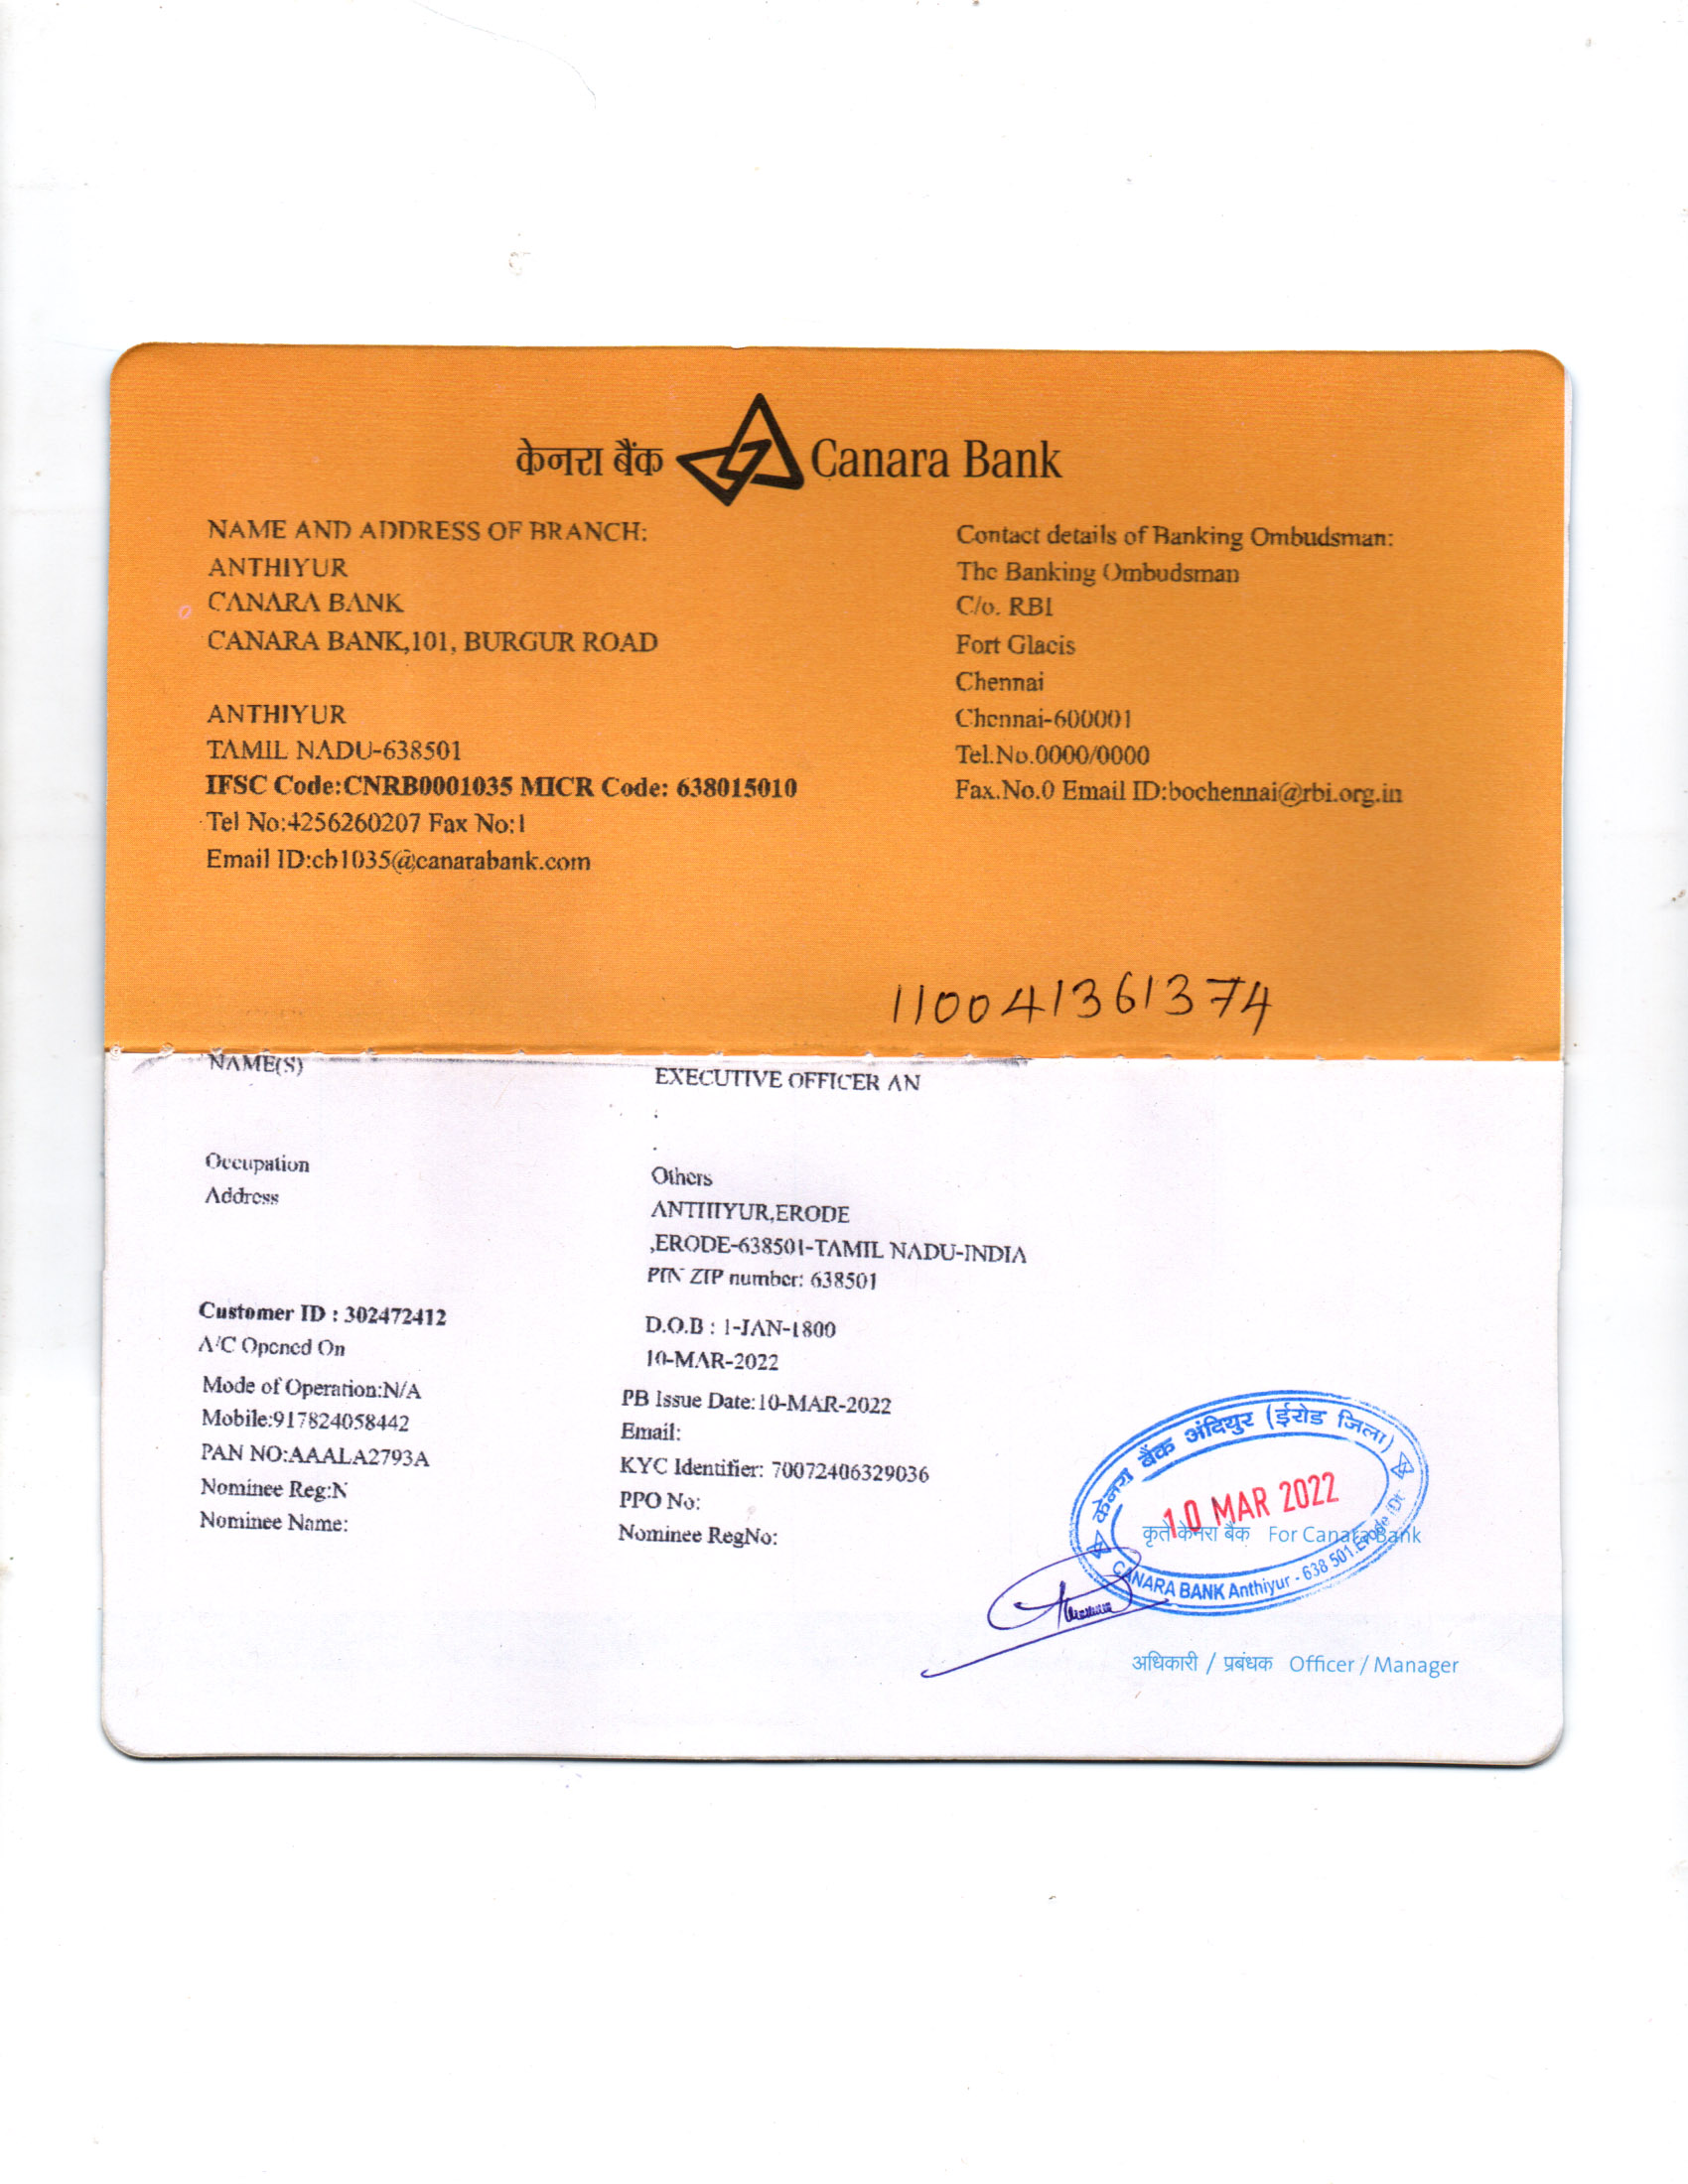 केनरा बैंक Canara Bank
NAME AND ADDRESS OF BRANCH:
ANTHIYUR
CANARA BANK
CANARA BANK,101, BURGUR ROAD
ANTHIYUR
TAMIL NADU-638501
IFSC Code:CNRB0001035 MICR Code: 638015010
Tel No:4256260207 Fax No:1
Email ID:cb1035@canarabank.com
Contact details of Banking Ombudsman:
The Banking Ombudsman
C/o. RBI
Fort Glacis
Chennai
Chennai-600001
Tel.No.0000/0000
Fax.No.0 Email ID:bochennai@rbi.org.in
110041361374
NAME(S) EXECUTIVE OFFICER AN
:
.
Occupation Others
Address ANTHIYUR,ERODE
,ERODE-638501-TAMIL NADU-INDIA
PIN ZIP number: 638501
Customer ID : 302472412 D.O.B : 1-JAN-1800
A/C Opened On 10-MAR-2022
Mode of Operation:N/A PB Issue Date:10-MAR-2022
Mobile:917824058442 Email:
PAN NO:AAALA2793A KYC Identifier: 70072406329036
Nominee Reg:N PPO No:
Nominee Name: Nominee RegNo:
केनरा बैंक अंदियुर (ईरोड जिला)
10 MAR 2022
कृते केनरा बैंक For Canara Bank
CANARA BANK Anthiyur - 638 501.Erode (Dt
अधिकारी / प्रबंधक Officer / Manager